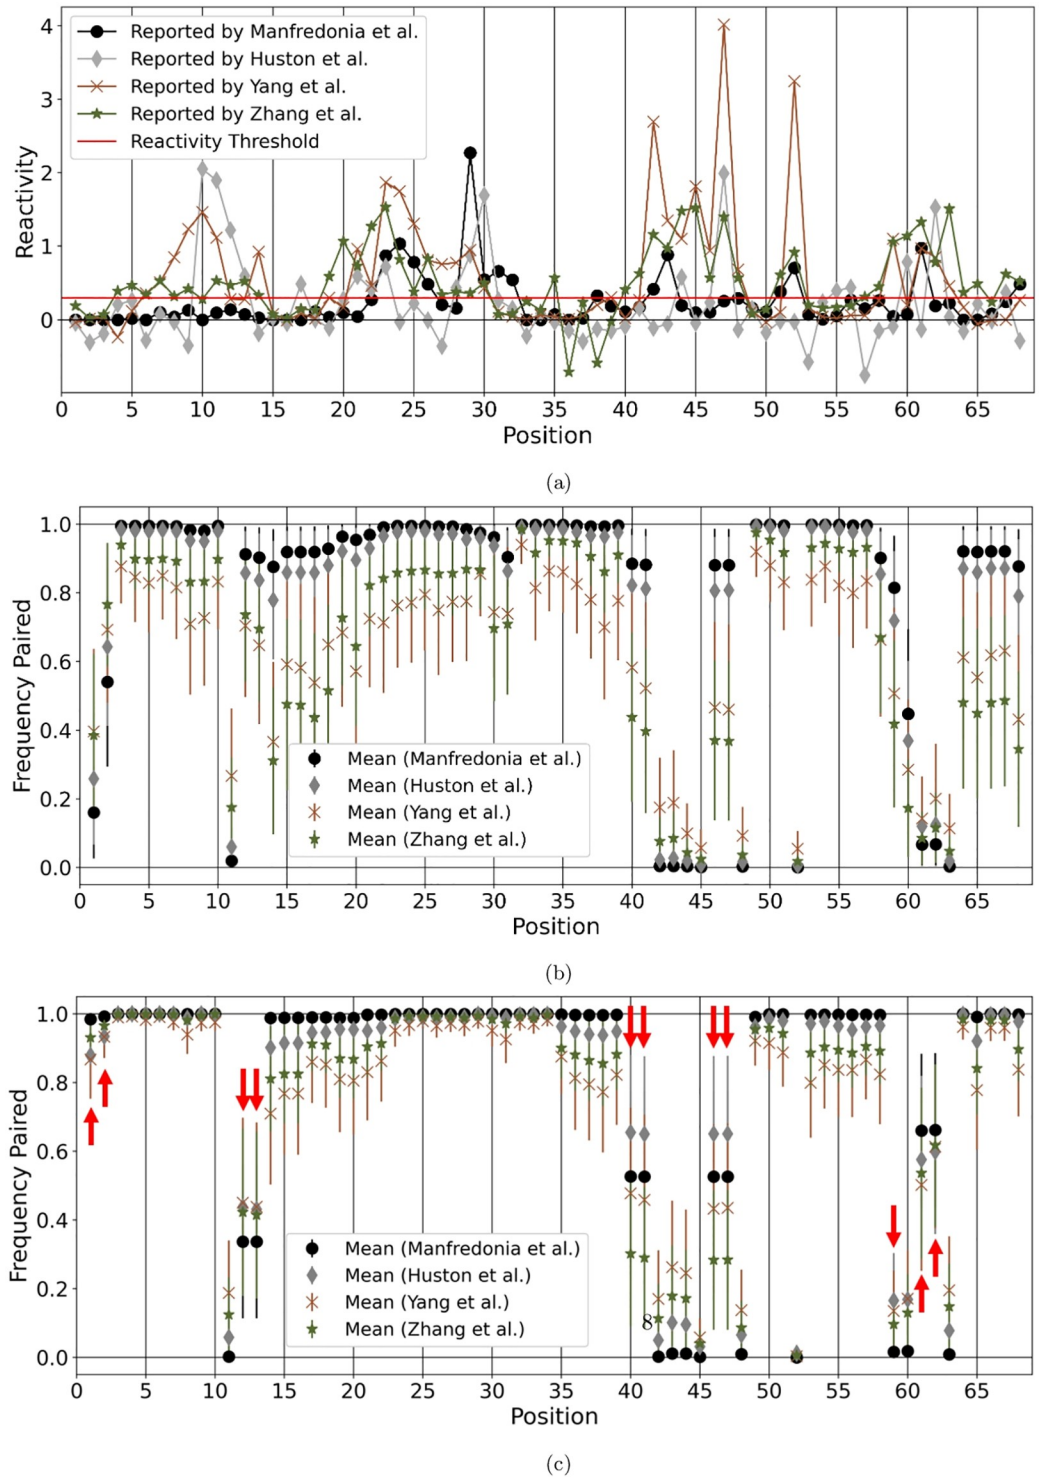 4
3
2
1
0
Reactivity
Reported by Manfredonia et al.
Reported by Huston et al.
Reported by Yang et al.
Reported by Zhang et al.
Reactivity Threshold
0 5 10 15 20 25 30 35 40 45 50 55 60 65
Position
(a)
1.0
0.8
0.6
0.4
0.2
0.0
Frequency Paired
Mean (Manfredonia et al.)
Mean (Huston et al.)
Mean (Yang et al.)
Mean (Zhang et al.)
0 5 10 15 20 25 30 35 40 45 50 55 60 65
Position
(b)
1.0
0.8
0.6
0.4
0.2
0.0
Frequency Paired
Mean (Manfredonia et al.)
Mean (Huston et al.)
Mean (Yang et al.)
Mean (Zhang et al.)
8
0 5 10 15 20 25 30 35 40 45 50 55 60 65
Position
(c)